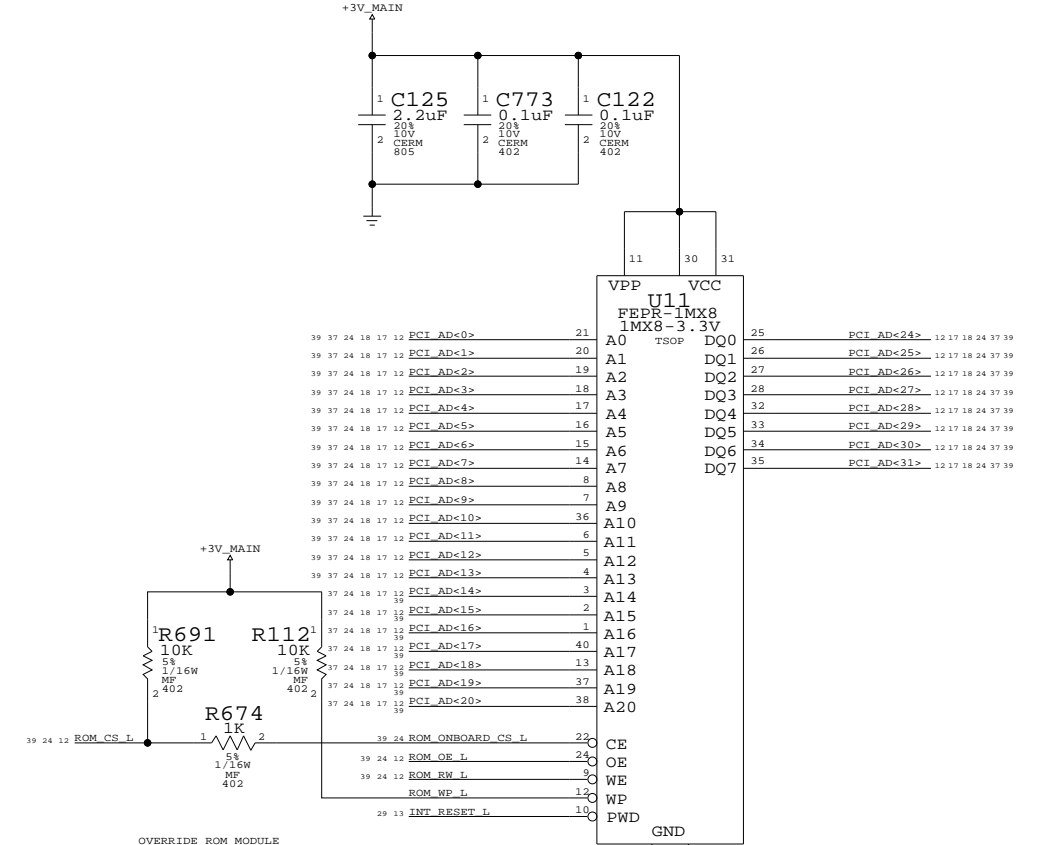 +3V_MAIN
1 C125 1 C773 1 C122
2.2uF 0.1uF 0.1uF
20% 20% 20%
10V 10V 10V
2 CERM 2 CERM 2 CERM
805 402 402
11 30 31
VPP VCC
U11
FEPR-1MX8
1MX8-3.3V
TSOP
39 37 24 18 17 12 PCI_AD<0> 21 A0 DQ0 25 PCI_AD<24> 12 17 18 24 37 39
39 37 24 18 17 12 PCI_AD<1> 20 A1 DQ1 26 PCI_AD<25> 12 17 18 24 37 39
39 37 24 18 17 12 PCI_AD<2> 19 A2 DQ2 27 PCI_AD<26> 12 17 18 24 37 39
39 37 24 18 17 12 PCI_AD<3> 18 A3 DQ3 28 PCI_AD<27> 12 17 18 24 37 39
39 37 24 18 17 12 PCI_AD<4> 17 A4 DQ4 32 PCI_AD<28> 12 17 18 24 37 39
39 37 24 18 17 12 PCI_AD<5> 16 A5 DQ5 33 PCI_AD<29> 12 17 18 24 37 39
39 37 24 18 17 12 PCI_AD<6> 15 A6 DQ6 34 PCI_AD<30> 12 17 18 24 37 39
39 37 24 18 17 12 PCI_AD<7> 14 A7 DQ7 35 PCI_AD<31> 12 17 18 24 37 39
39 37 24 18 17 12 PCI_AD<8> 8 A8
39 37 24 18 17 12 PCI_AD<9> 7 A9
39 37 24 18 17 12 PCI_AD<10> 36 A10
39 37 24 18 17 12 PCI_AD<11> 6 A11
39 37 24 18 17 12 PCI_AD<12> 5 A12
39 37 24 18 17 12 PCI_AD<13> 4 A13
37 24 18 17 12 PCI_AD<14> 3 A14
39
37 24 18 17 12 PCI_AD<15> 2 A15
39
37 24 18 17 12 PCI_AD<16> 1 A16
39
37 24 18 17 12 PCI_AD<17> 40 A17
39
37 24 18 17 12 PCI_AD<18> 13 A18
39
37 24 18 17 12 PCI_AD<19> 37 A19
39
37 24 18 17 12 PCI_AD<20> 38 A20
39
+3V_MAIN
1 R691 R112 1
10K 10K
5% 5%
1/16W 1/16W
MF MF
2 402 402 2
R674
39 24 12 ROM_CS_L 1 1K 2 39 24 ROM_ONBOARD_CS_L 22 CE
5%
1/16W
MF
402
39 24 12 ROM_OE_L 24 OE
39 24 12 ROM_RW_L 9 WE
ROM_WP_L 12 WP
29 13 INT_RESET_L 10 PWD
GND
OVERRIDE ROM MODULE